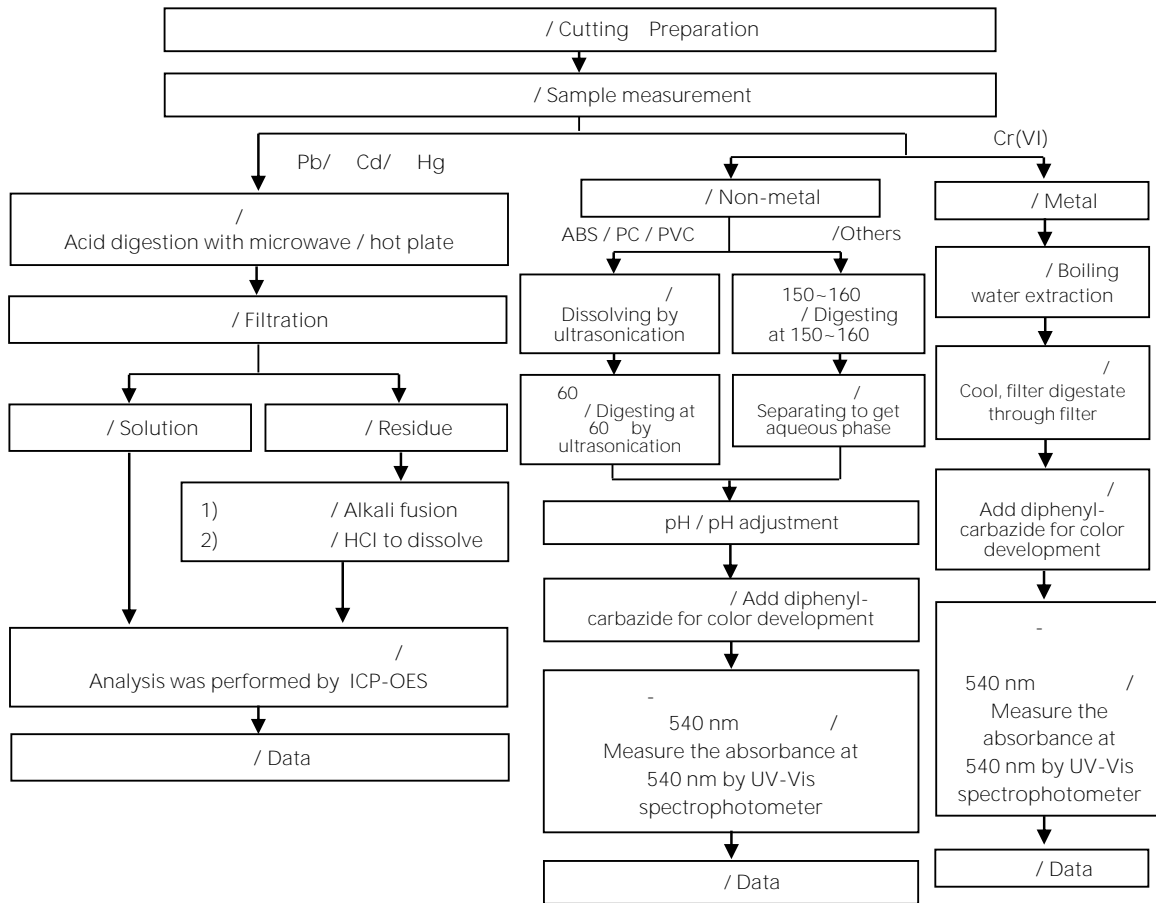 / Cutting Preparation
/ Sample measurement
Pb/ Cd/ Hg
Cr(VI)
/
Acid digestion with microwave / hot plate
/ Filtration
/ Solution
/ Residue
1) / Alkali fusion
2) / HCl to dissolve
/
Analysis was performed by ICP-OES
/ Data
/ Non-metal
ABS / PC / PVC
/Others
/
Dissolving by
ultrasonication
60
/ Digesting at
60 by
ultrasonication
150~160
/ Digesting
at 150~160
/
Separating to get
aqueous phase
pH / pH adjustment
/ Add diphenyl-
carbazide for color development
-
540 nm /
Measure the absorbance at
540 nm by UV-Vis
spectrophotometer
/ Data
/ Metal
/ Boiling
water extraction
/
Cool, filter digestate
through filter
/
Add diphenyl-
carbazide for color
development
-
540 nm /
Measure the
absorbance at
540 nm by UV-Vis
spectrophotometer
/ Data